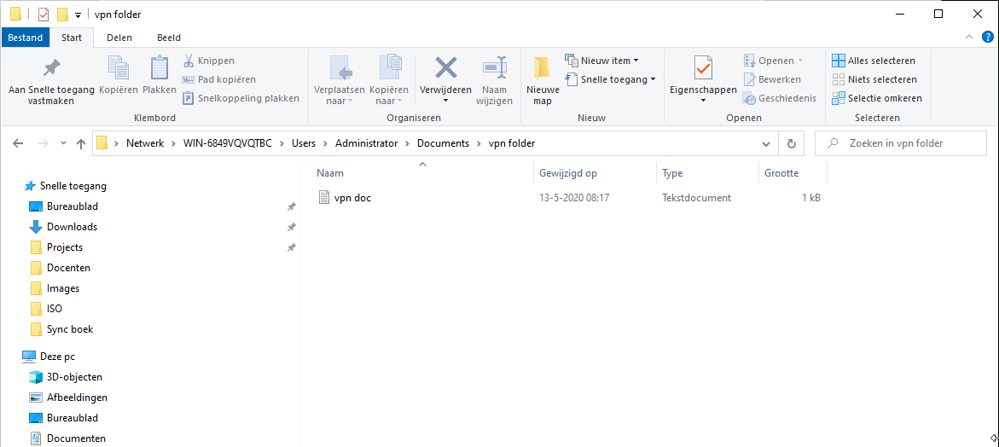 vpn folder
Bestand Start Delen Beeld
Aan Snelle toegang
vastmaken
Kopiëren
Plakken
Knippen
Pad kopiëren
Snelkoppeling plakken
Klembord
Verplaatsen
naar
Kopiëren
naar
Verwijderen
Naam
wijzigen
Organiseren
Nieuwe
map
Nieuw item
Snelle toegang
Nieuw
Eigenschappen
Openen
Bewerken
Geschiedenis
Openen
Alles selecteren
Niets selecteren
Selectie omkeren
Selecteren
Netwerk > WIN-6849VQVQTBC > Users > Administrator > Documents > vpn folder
Zoeken in vpn folder
Snelle toegang
Bureaublad
Downloads
Projects
Docenten
Images
ISO
Sync boek
Deze pc
3D-objecten
Afbeeldingen
Bureaublad
Documenten
Naam Gewijzigd op Type Grootte
vpn doc 13-5-2020 08:17 Tekstdocument 1 kB